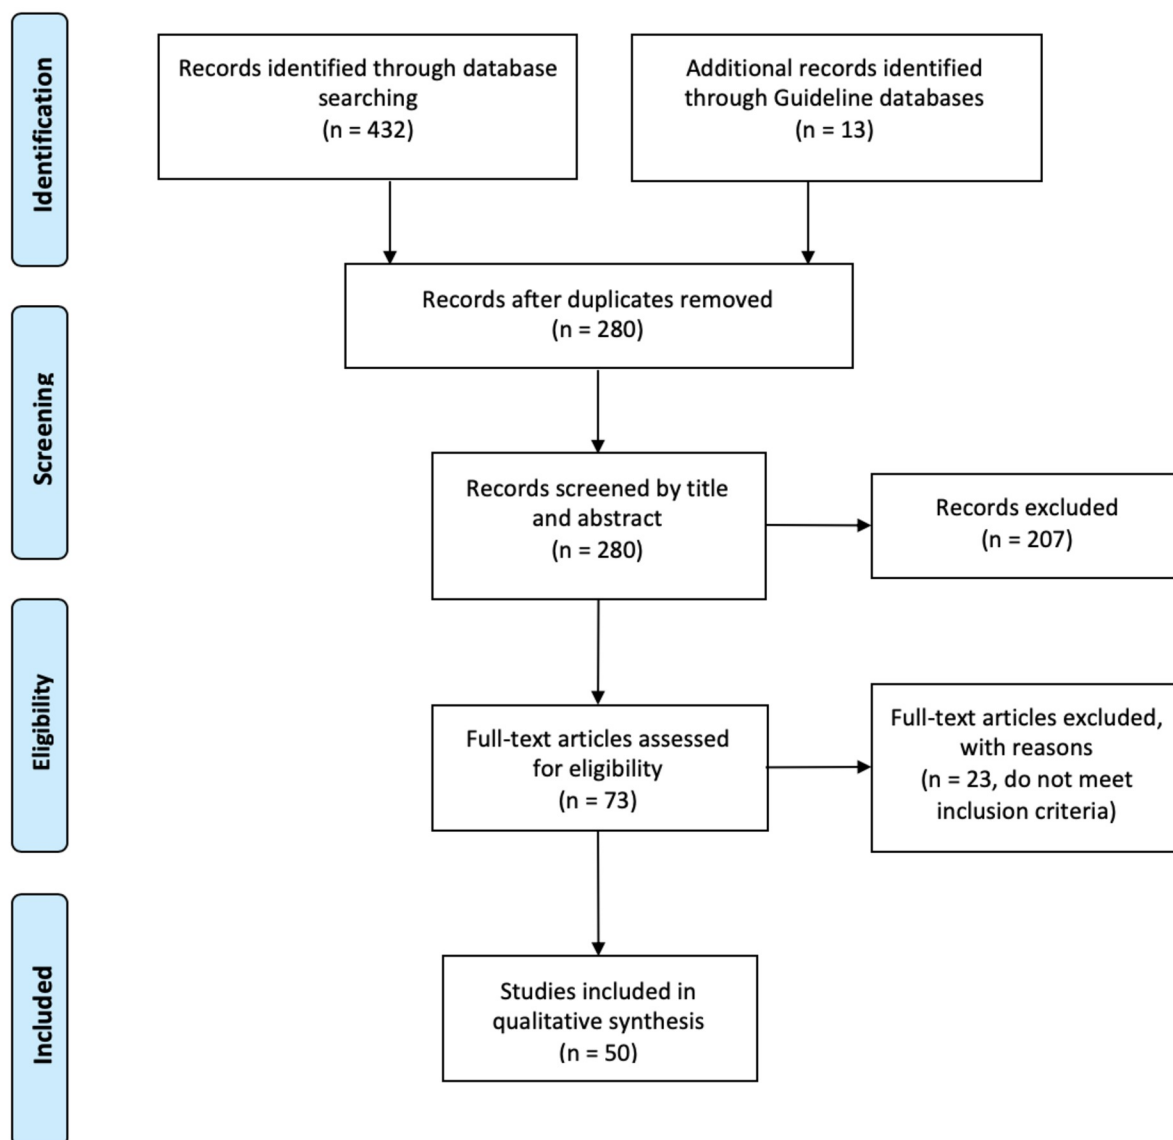 Identification
Records identified through database
searching
(n = 432)
Additional records identified
through Guideline databases
(n = 13)
Records after duplicates removed
(n = 280)
Screening
Records screened by title
and abstract
(n = 280)
Records excluded
(n = 207)
Eligibility
Full-text articles assessed
for eligibility
(n = 73)
Full-text articles excluded,
with reasons
(n = 23, do not meet
inclusion criteria)
Included
Studies included in
qualitative synthesis
(n = 50)